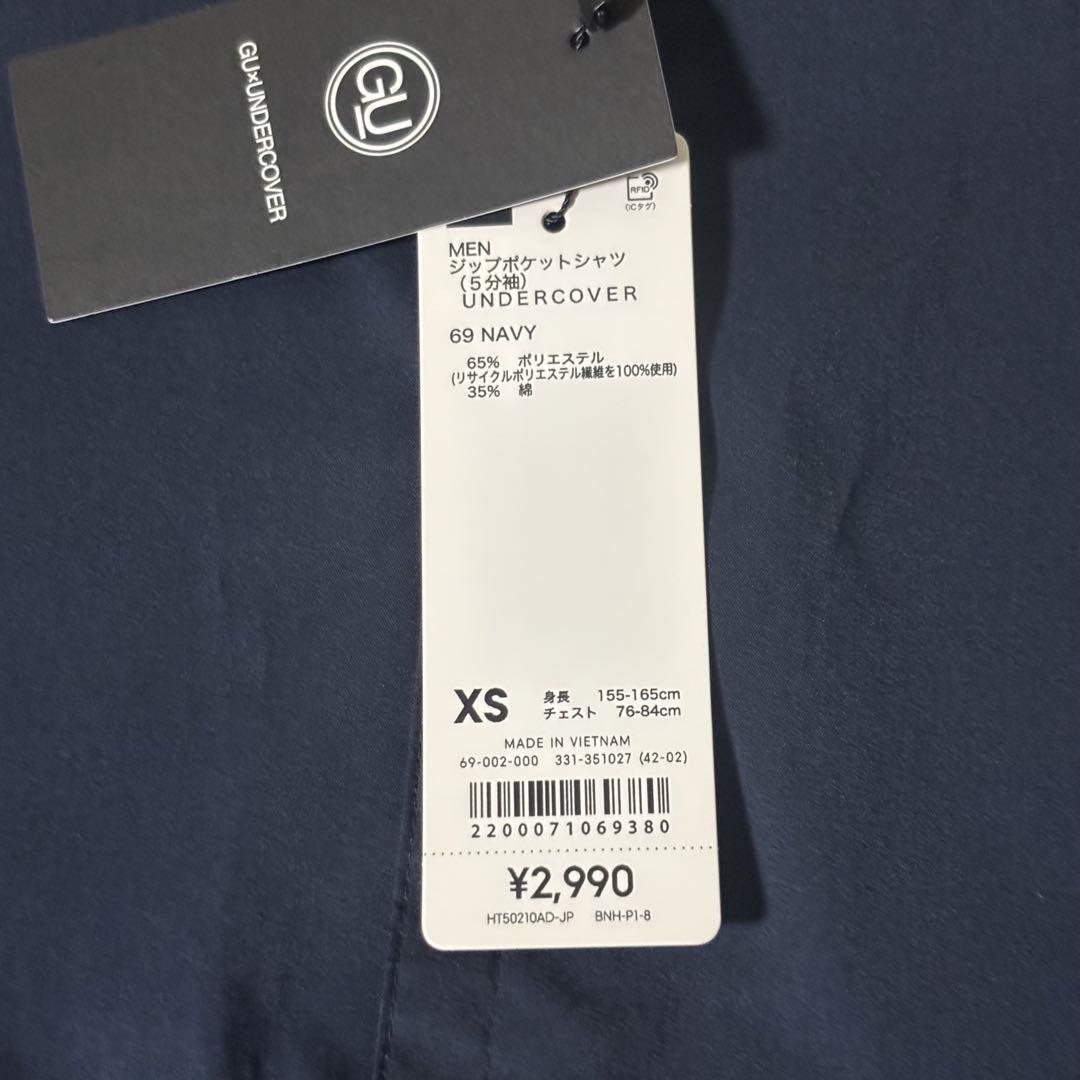 GU
GU×UNDERCOVER
RFID
(ICタグ)
MEN
ジップポケットシャツ
(5分袖)
UNDERCOVER
69 NAVY
65% ポリエステル
(リサイクルポリエステル繊維を100%使用)
35% 綿
XS 身長 155-165cm
チェスト 76-84cm
MADE IN VIETNAM
69-002-000 331-351027 (42-02)
2200071069380
¥2,990
HT50210AD-JP BNH-P1-8